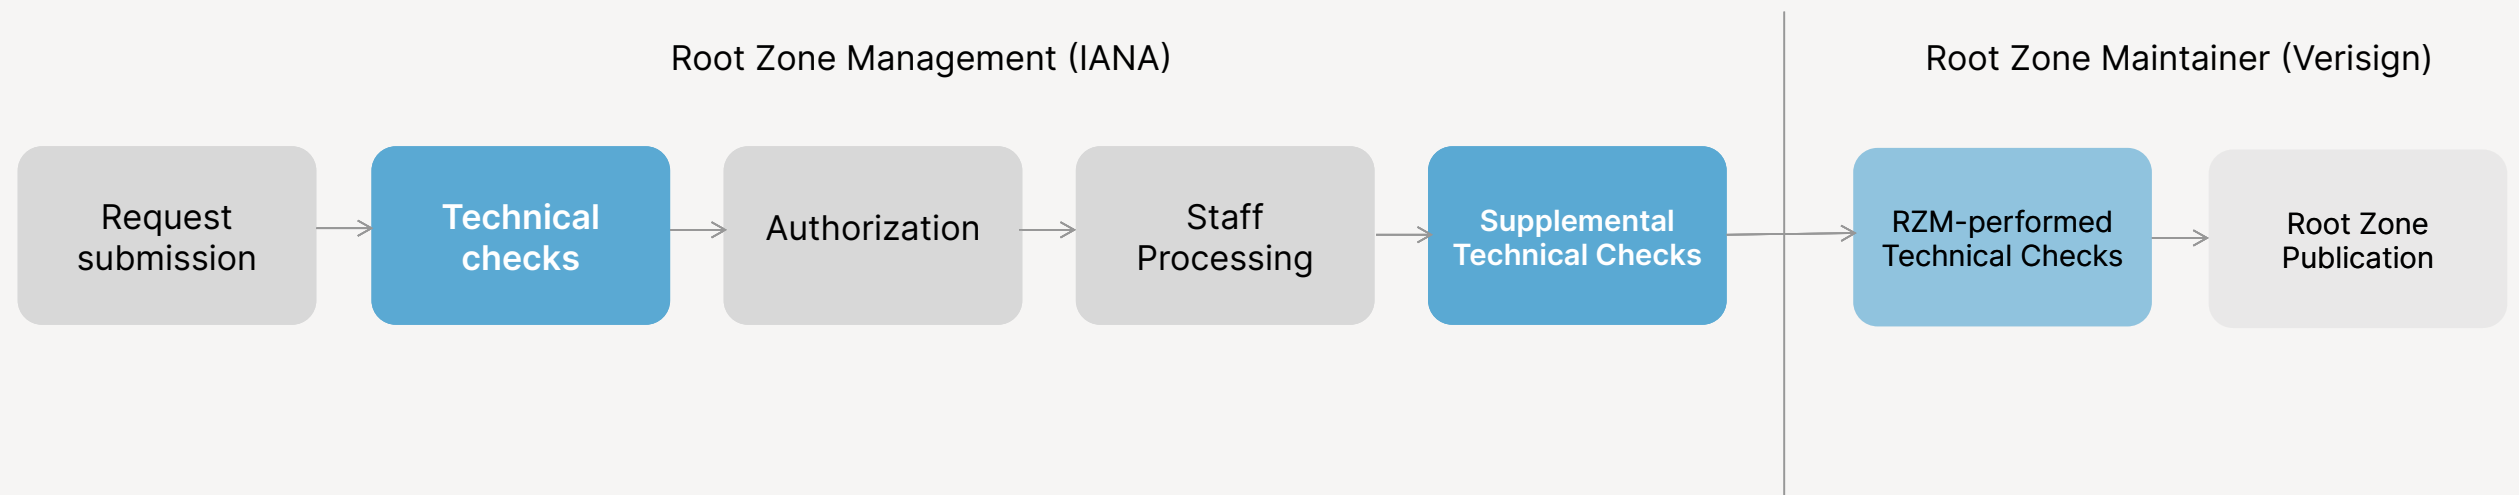 Root Zone Management (IANA)
Root Zone Maintainer (Verisign)
Request
submission
Technical
checks
Authorization
Staff
Processing
Supplemental
Technical Checks
RZM-performed
Technical Checks
Root Zone
Publication